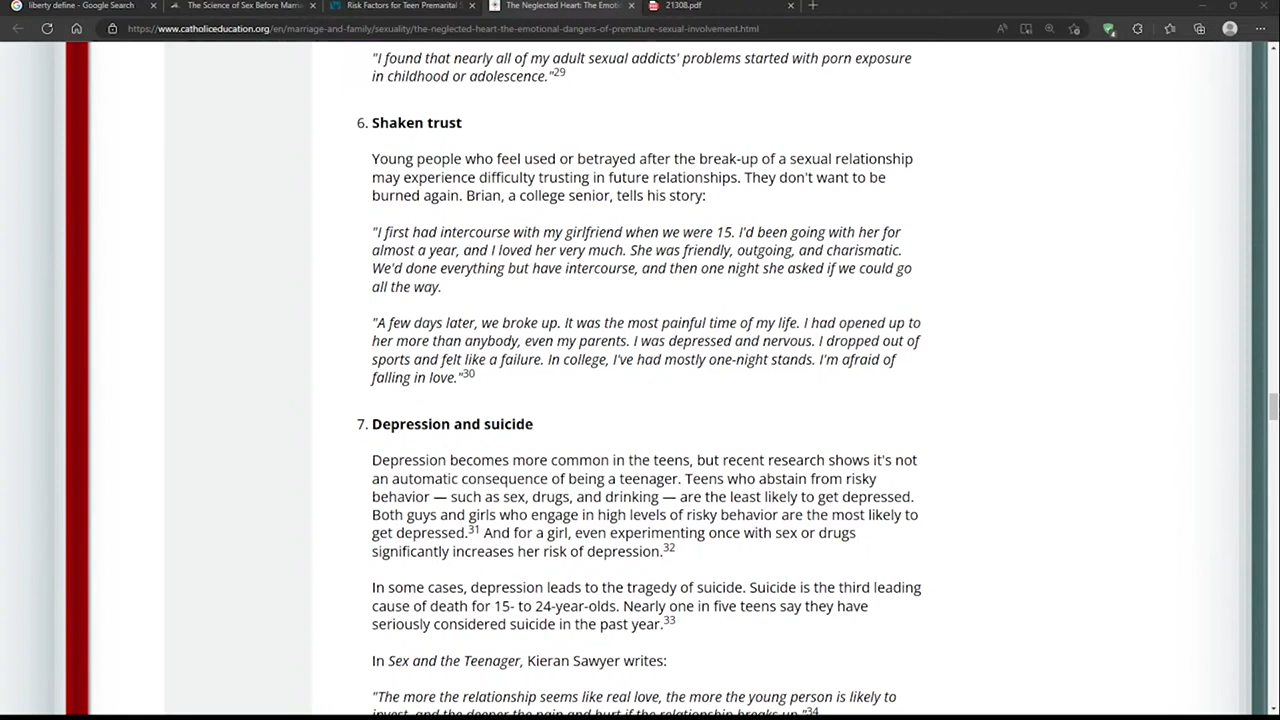 liberty define - Google Search
The Science of Sex Before Marri
Risk Factors for Teen Premarital S
The Neglected Heart: The Emotio
21308.pdf
https://www.catholiceducation.org/en/marriage-and-family/sexuality/the-neglected-heart-the-emotional-dangers-of-premature-sexual-involvement.html
"I found that nearly all of my adult sexual addicts' problems started with porn exposure
in childhood or adolescence."29
6. Shaken trust
Young people who feel used or betrayed after the break-up of a sexual relationship
may experience difficulty trusting in future relationships. They don't want to be
burned again. Brian, a college senior, tells his story:
"I first had intercourse with my girlfriend when we were 15. I'd been going with her for
almost a year, and I loved her very much. She was friendly, outgoing, and charismatic.
We'd done everything but have intercourse, and then one night she asked if we could go
all the way.
"A few days later, we broke up. It was the most painful time of my life. I had opened up to
her more than anybody, even my parents. I was depressed and nervous. I dropped out of
sports and felt like a failure. In college, I've had mostly one-night stands. I'm afraid of
falling in love."30
7. Depression and suicide
Depression becomes more common in the teens, but recent research shows it's not
an automatic consequence of being a teenager. Teens who abstain from risky
behavior — such as sex, drugs, and drinking — are the least likely to get depressed.
Both guys and girls who engage in high levels of risky behavior are the most likely to
get depressed.31 And for a girl, even experimenting once with sex or drugs
significantly increases her risk of depression.32
In some cases, depression leads to the tragedy of suicide. Suicide is the third leading
cause of death for 15- to 24-year-olds. Nearly one in five teens say they have
seriously considered suicide in the past year.33
In Sex and the Teenager, Kieran Sawyer writes:
"The more the relationship seems like real love, the more the young person is likely to
invest, and the deeper the pain and hurt if the relationship breaks up."34